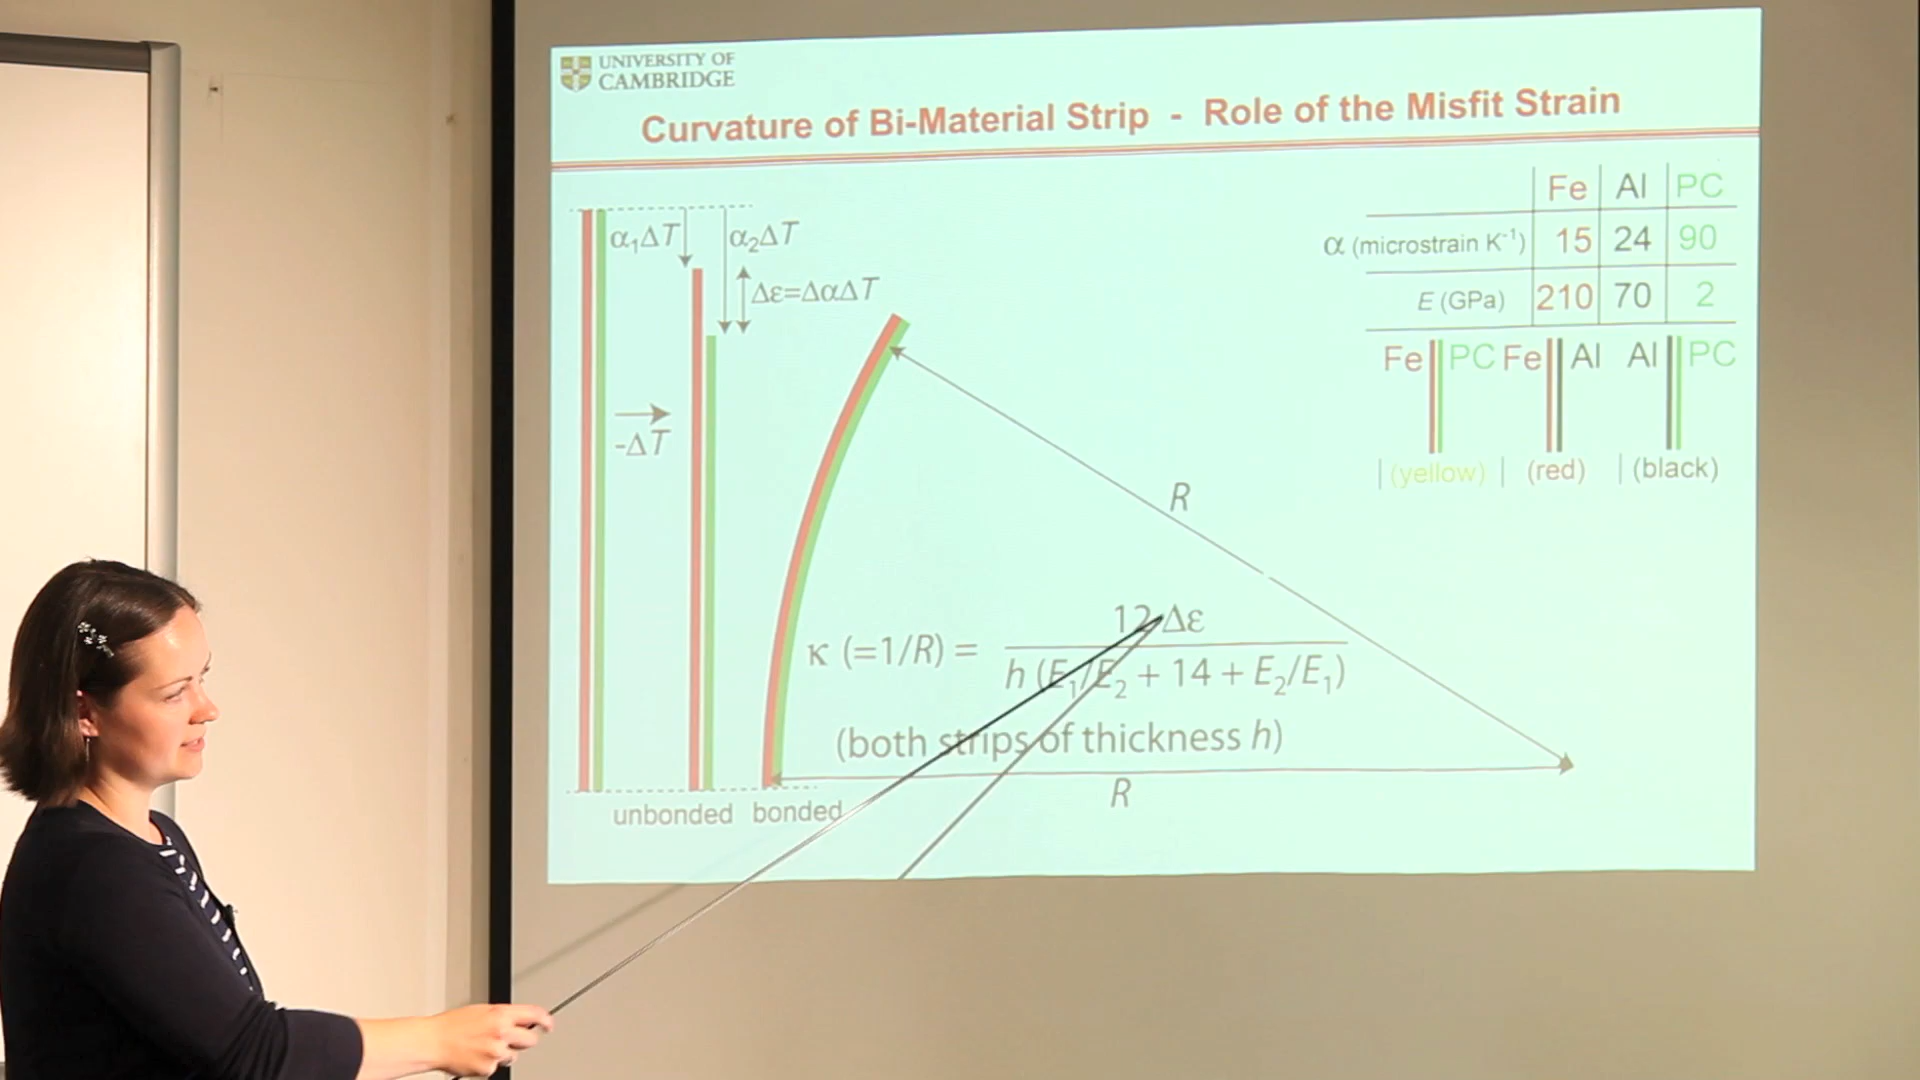 UNIVERSITY OF
CAMBRIDGE
Curvature of Bi-Material Strip - Role of the Misfit Strain
Fe Al PC
α (microstrain K⁻¹) 15 24 90
E (GPa) 210 70 2
Fe PC Fe Al Al PC
(yellow) (red) (black)
α₁ΔT α₂ΔT
Δε=ΔαΔT
-ΔT
R
κ (=1/R) = 12 Δε / h (E₁/E₂ + 14 + E₂/E₁)
(both strips of thickness h)
R
unbonded bonded